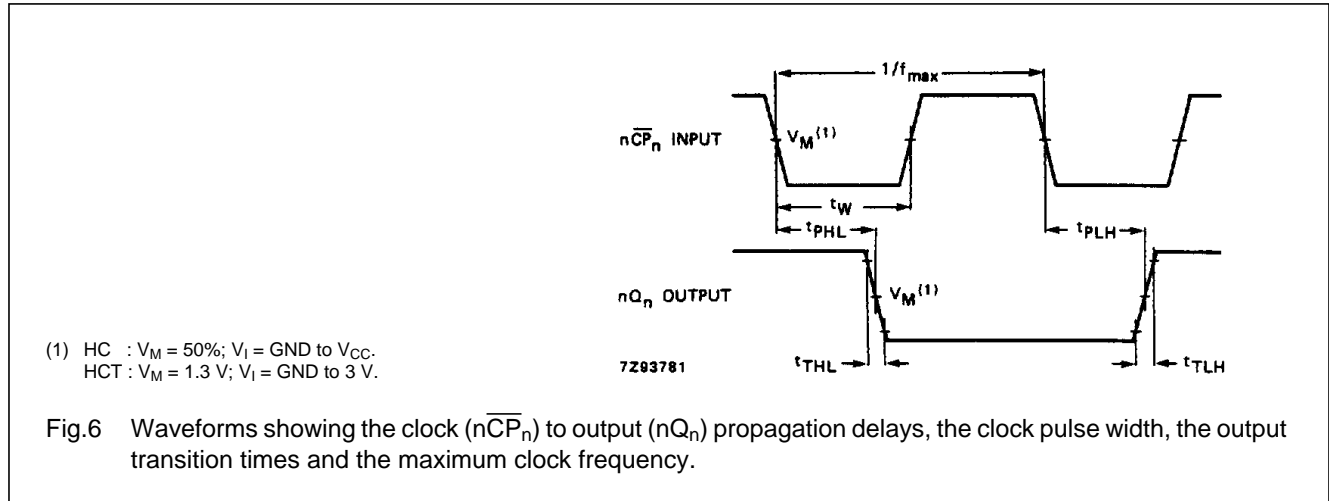 1/fmax
nCPn INPUT
VM(1)
tW
tPHL
tPLH
nQn OUTPUT
VM(1)
(1) HC : VM = 50%; VI = GND to VCC.
HCT : VM = 1.3 V; VI = GND to 3 V.
7Z93781
tTHL
tTLH
Fig.6 Waveforms showing the clock (nCPn) to output (nQn) propagation delays, the clock pulse width, the output
transition times and the maximum clock frequency.